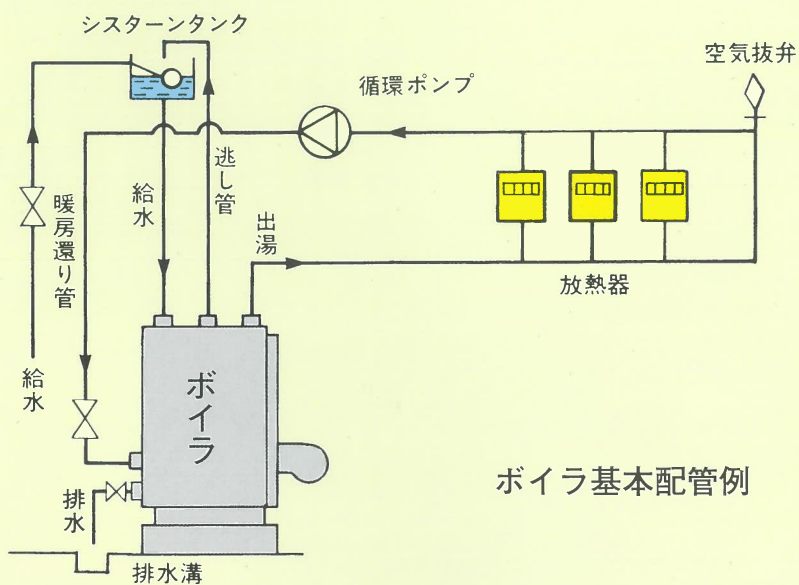 シスターンタンク
空気抜弁
循環ポンプ
逃し管
給水
暖房還り管
出湯
放熱器
給水
ボイラ
ボイラ基本配管例
排水
排水溝